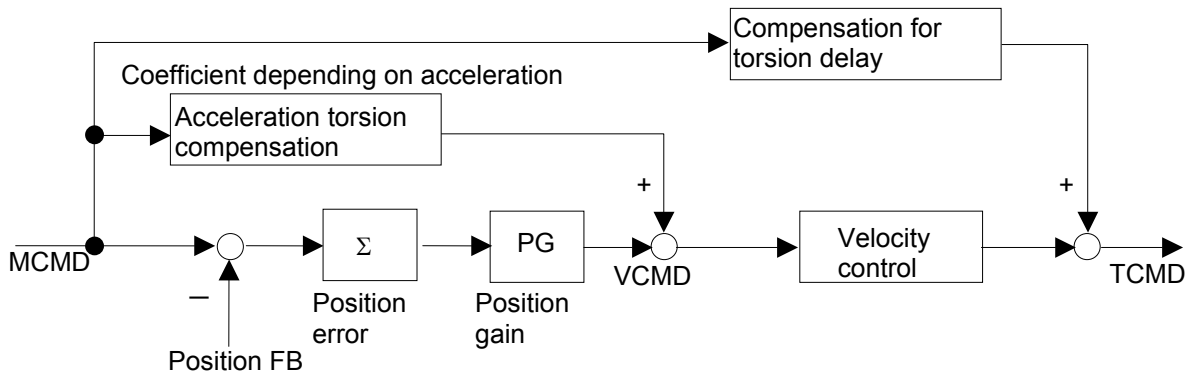 Compensation for
torsion delay
Coefficient depending on acceleration
Acceleration torsion
compensation
+
+
MCMD
Σ
PG
VCMD
Velocity
control
TCMD
−
Position
error
Position
gain
Position FB